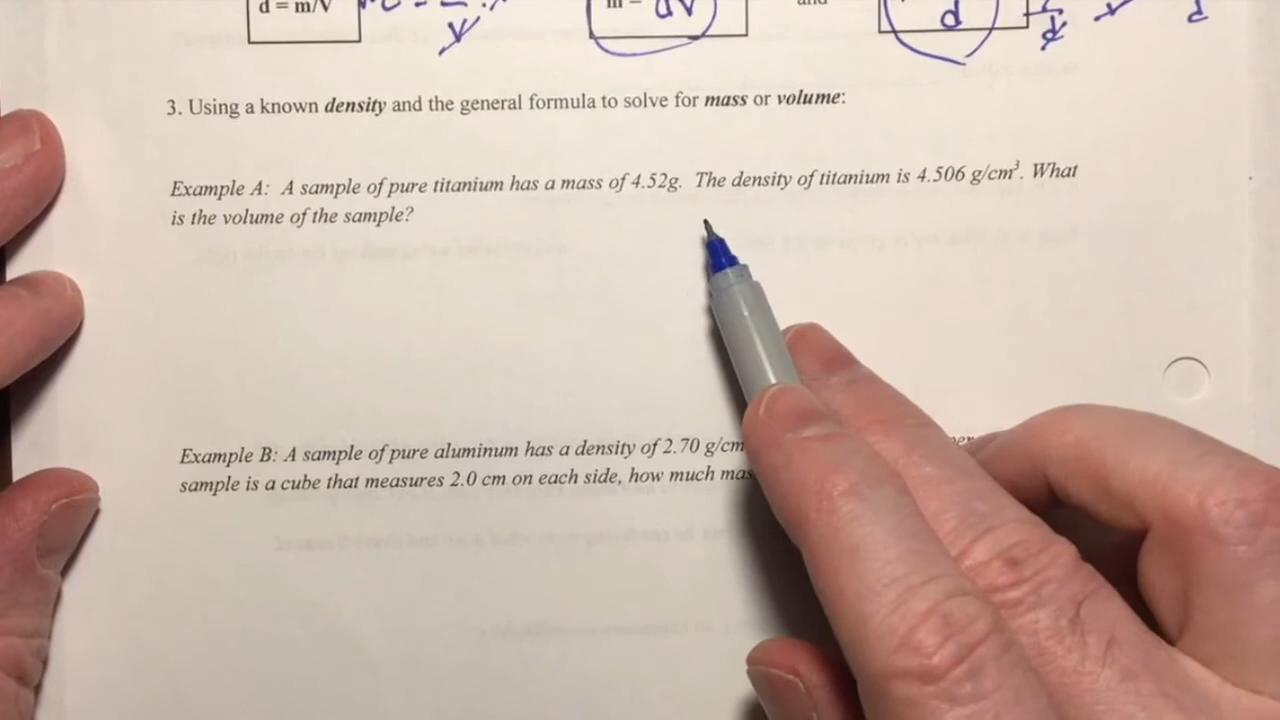 d = m/V
dV
and
d
3. Using a known density and the general formula to solve for mass or volume:
Example A: A sample of pure titanium has a mass of 4.52g. The density of titanium is 4.506 g/cm³. What
is the volume of the sample?
Example B: A sample of pure aluminum has a density of 2.70 g/cm
sample is a cube that measures 2.0 cm on each side, how much